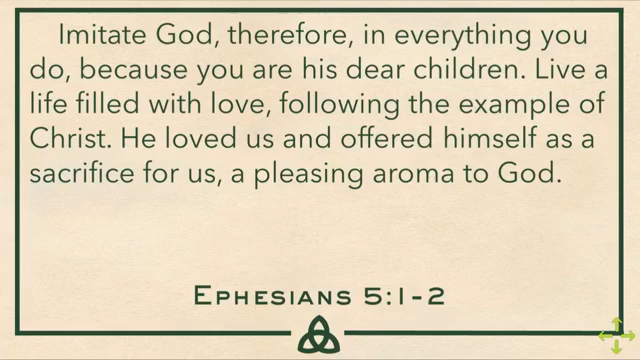 Imitate God, therefore, in everything you
do, because you are his dear children. Live a
life filled with love, following the example of
Christ. He loved us and offered himself as a
sacrifice for us, a pleasing aroma to God.
Ephesians 5:1-2